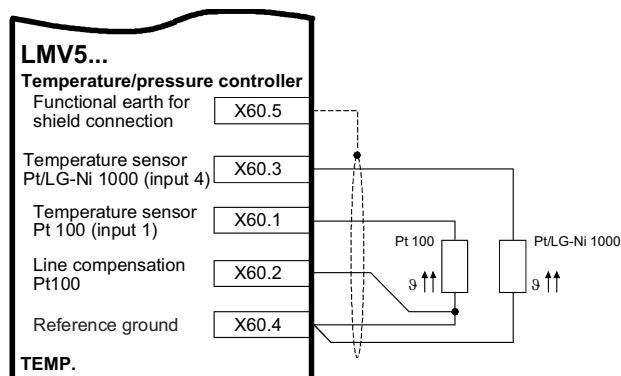 LMV5...
Temperature/pressure controller
Functional earth for
shield connection
X60.5
Temperature sensor
Pt/LG-Ni 1000 (input 4)
X60.3
Temperature sensor
Pt 100 (input 1)
X60.1
Line compensation
Pt100
X60.2
Reference ground
X60.4
TEMP.
Pt 100
ϑ
Pt/LG-Ni 1000
ϑ